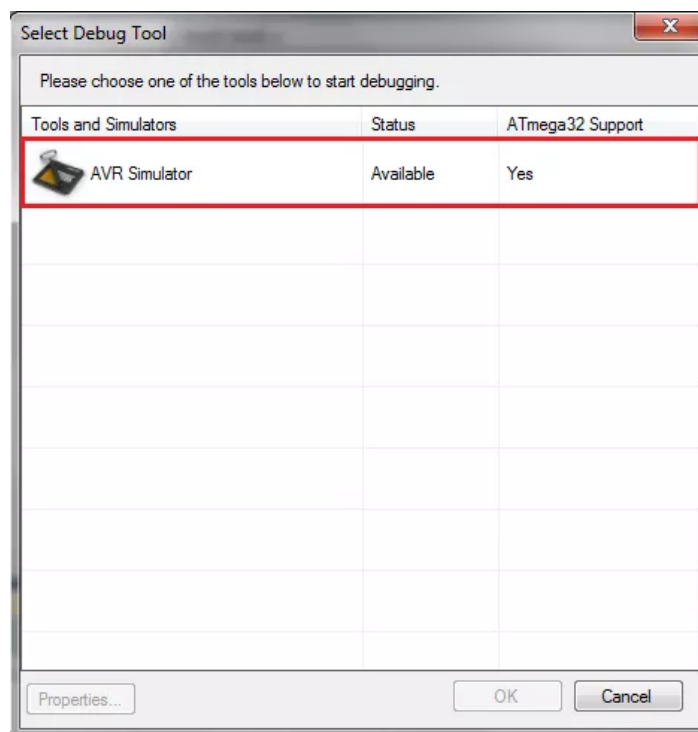 Select Debug Tool
Please choose one of the tools below to start debugging.
Tools and Simulators Status ATmega32 Support
AVR Simulator Available Yes
Properties... OK Cancel